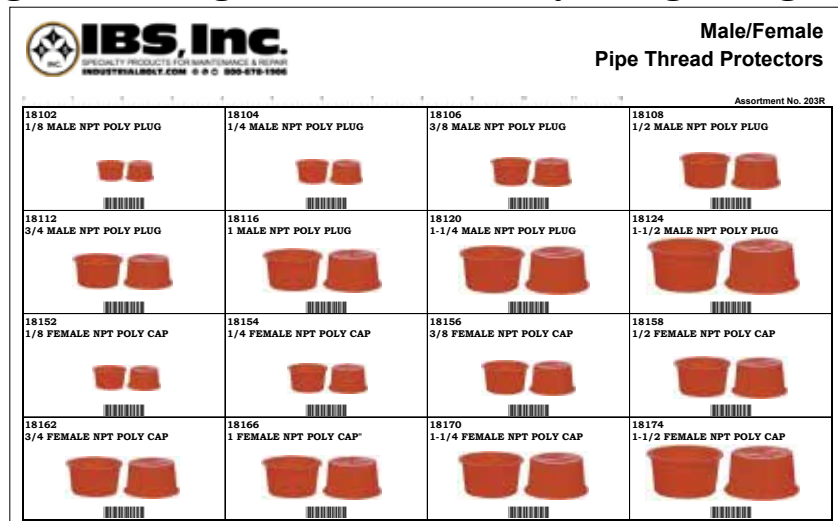 IBS, Inc.
SPECIALTY PRODUCTS FOR MAINTENANCE & REPAIR
INDUSTRIALBOLT.COM 800-678-1906
INC.
Male/Female
Pipe Thread Protectors
Assortment No. 203R
18102
1/8 MALE NPT POLY PLUG
18104
1/4 MALE NPT POLY PLUG
18106
3/8 MALE NPT POLY PLUG
18108
1/2 MALE NPT POLY PLUG
18112
3/4 MALE NPT POLY PLUG
18116
1 MALE NPT POLY PLUG
18120
1-1/4 MALE NPT POLY PLUG
18124
1-1/2 MALE NPT POLY PLUG
18152
1/8 FEMALE NPT POLY CAP
18154
1/4 FEMALE NPT POLY CAP
18156
3/8 FEMALE NPT POLY CAP
18158
1/2 FEMALE NPT POLY CAP
18162
3/4 FEMALE NPT POLY CAP
18166
1 FEMALE NPT POLY CAP"
18170
1-1/4 FEMALE NPT POLY CAP
18174
1-1/2 FEMALE NPT POLY CAP